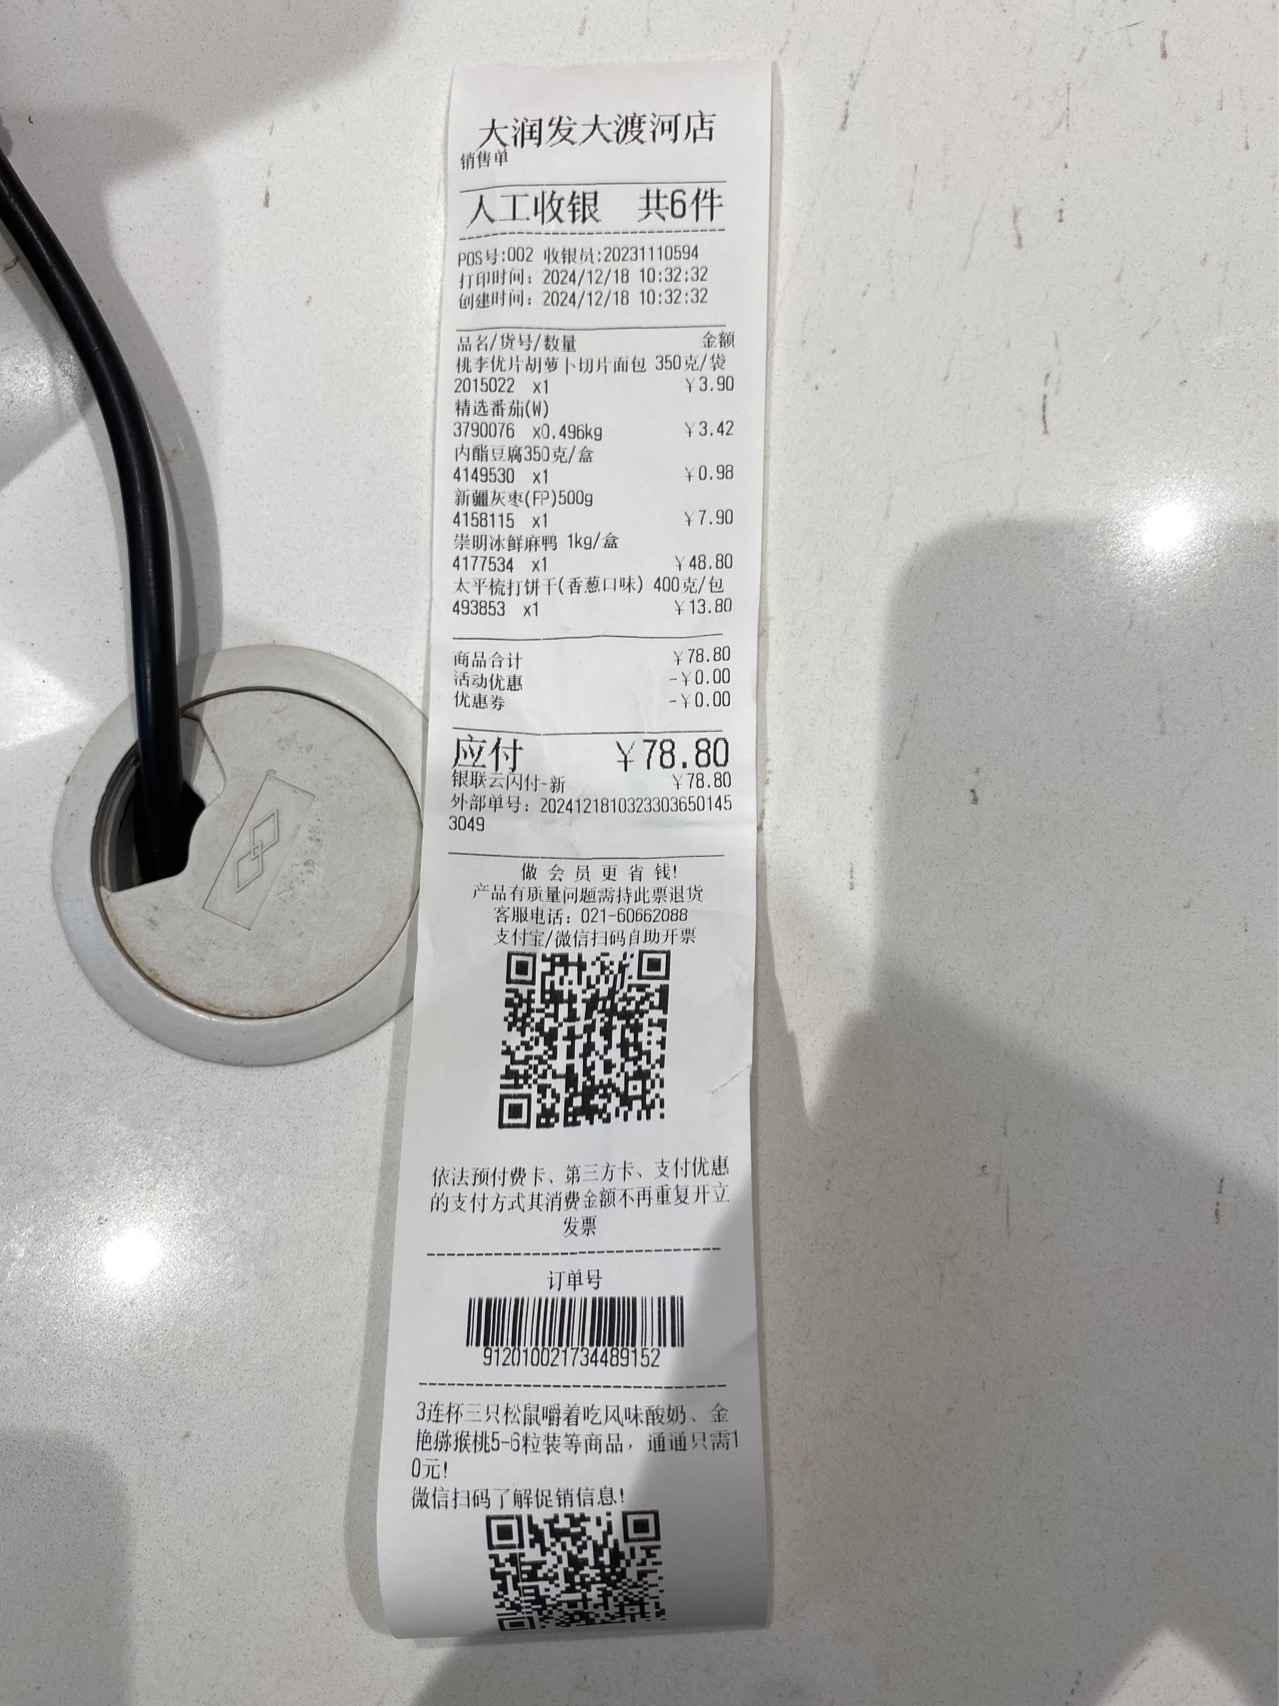 大润发大渡河店
销售单
人工收银 共6件
POS号:002 收银员:20231110594
打印时间: 2024/12/18 10:32:32
创建时间: 2024/12/18 10:32:32
品名/货号/数量 金额
桃李优片胡萝卜切片面包 350克/袋
2015022 x1 ￥3.90
精选番茄(W)
3790076 x0.496kg ￥3.42
内酯豆腐350克/盒
4149530 x1 ￥0.98
新疆灰枣(FP)500g
4158115 x1 ￥7.90
崇明冰鲜麻鸭 1kg/盒
4177534 x1 ￥48.80
太平梳打饼干(香葱口味) 400克/包
493853 x1 ￥13.80
商品合计 ￥78.80
活动优惠 -￥0.00
优惠券 -￥0.00
应付 ￥78.80
银联云闪付-新 ￥78.80
外部单号: 2024121810323303650145
3049
做 会 员 更 省 钱!
产品有质量问题需持此票退货
客服电话: 021-60662088
支付宝/微信扫码自助开票
依法预付费卡、第三方卡、支付优惠
的支付方式其消费金额不再重复开立
发票
订单号
912010021734489152
3连杯三只松鼠嚼着吃风味酸奶、金
艳猕猴桃5-6粒装等商品，通通只需1
0元!
微信扫码了解促销信息!